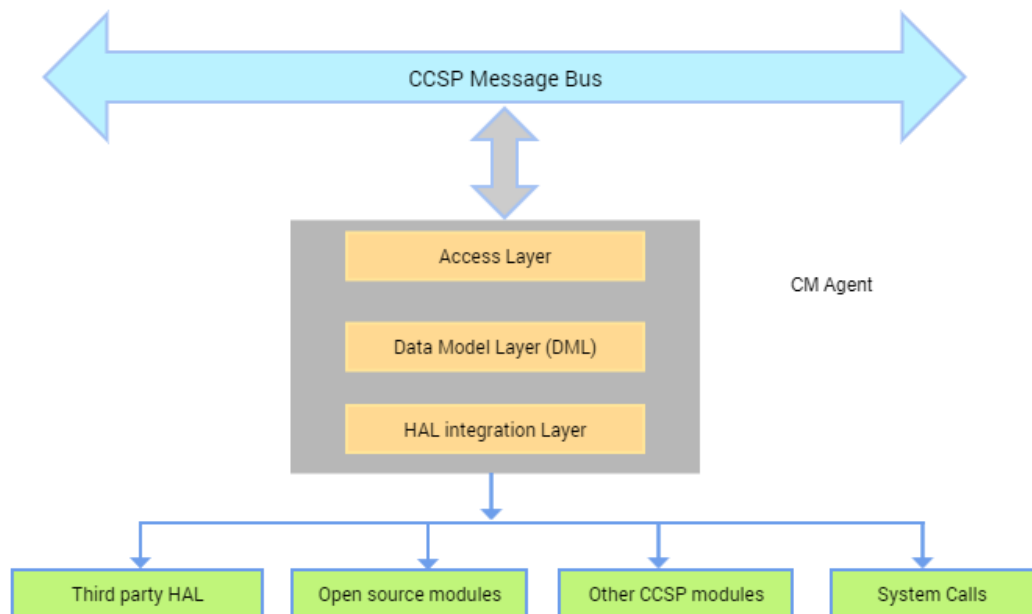 CCSP Message Bus
Access Layer
CM Agent
Data Model Layer (DML)
HAL integration Layer
Third party HAL
Open source modules
Other CCSP modules
System Calls